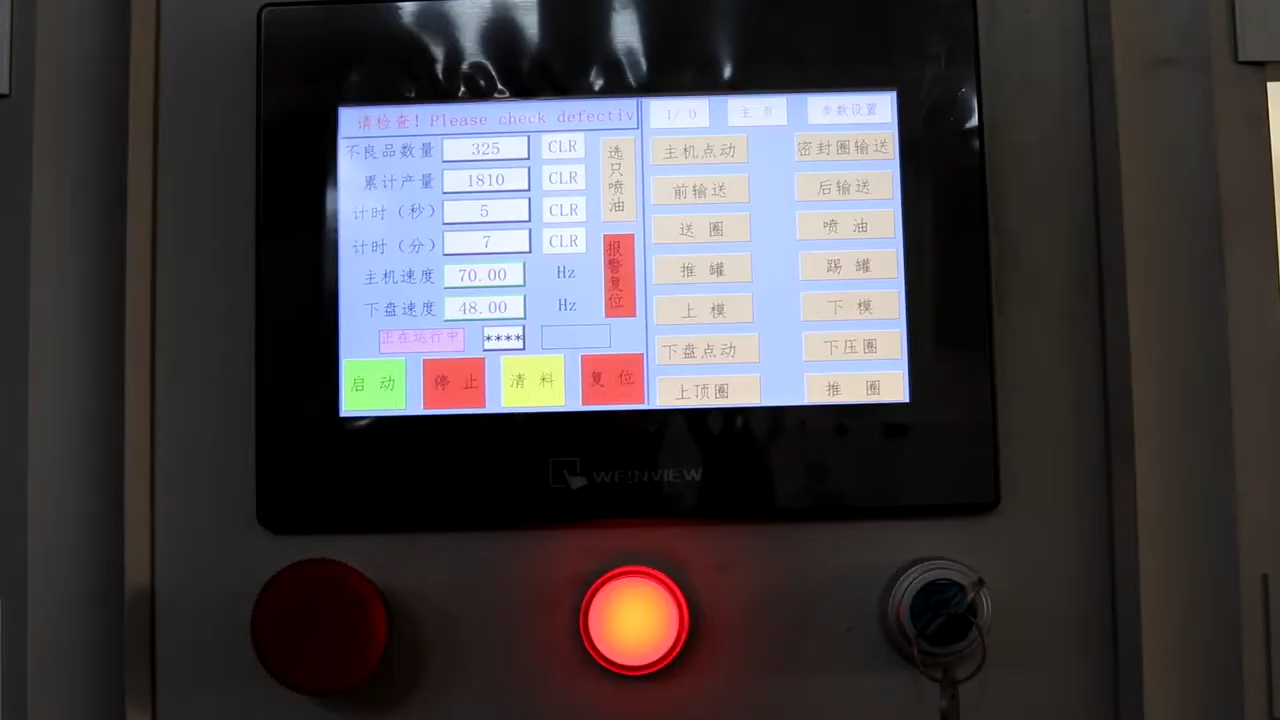 请检查! Please check defectiv
不良品数量 325 CLR
累计产量 1810 CLR
计时（秒） 5 CLR
计时（分） 7 CLR
主机速度 70.00 Hz
下盘速度 48.00 Hz
正在运行中 ****
启动 停止 清料 复位
选只喷油
报警复位
I/O 主页 参数设置
主机点动 密封圈输送
前输送 后输送
送圈 喷油
推罐 踢罐
上模 下模
下盘点动 下压圈
上顶圈 推圈
WEINVIEW